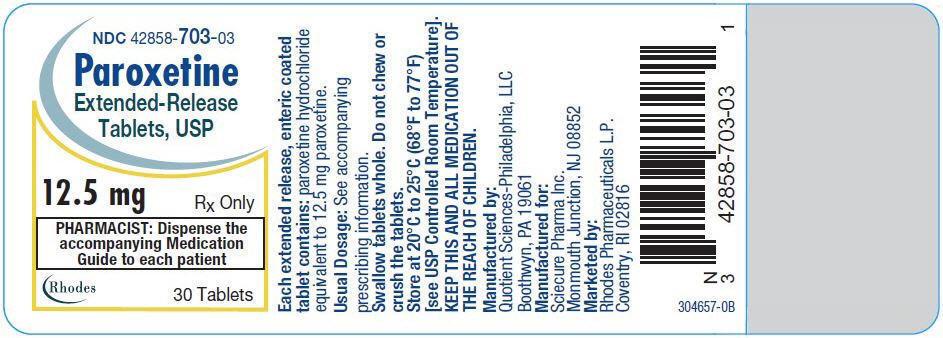 NDC 42858-703-03
Paroxetine
Extended-Release
Tablets, USP
12.5 mg
Rx Only
PHARMACIST: Dispense the
accompanying Medication
Guide to each patient
Rhodes
30 Tablets
Each extended release, enteric coated
tablet contains: paroxetine hydrochloride
equivalent to 12.5 mg paroxetine.
Usual Dosage: See accompanying
prescribing information.
Swallow tablets whole. Do not chew or
crush the tablets.
Store at 20°C to 25°C (68°F to 77°F)
[see USP Controlled Room Temperature].
KEEP THIS AND ALL MEDICATION OUT OF
THE REACH OF CHILDREN.
Manufactured by:
Quotient Sciences-Philadelphia, LLC
Boothwyn, PA 19061
Manufactured for:
Sciecure Pharma Inc.
Monmouth Junction, NJ 08852
Marketed by:
Rhodes Pharmaceuticals L.P.
Coventry, RI 02816
N
3 42858-703-03 1
304657-0B